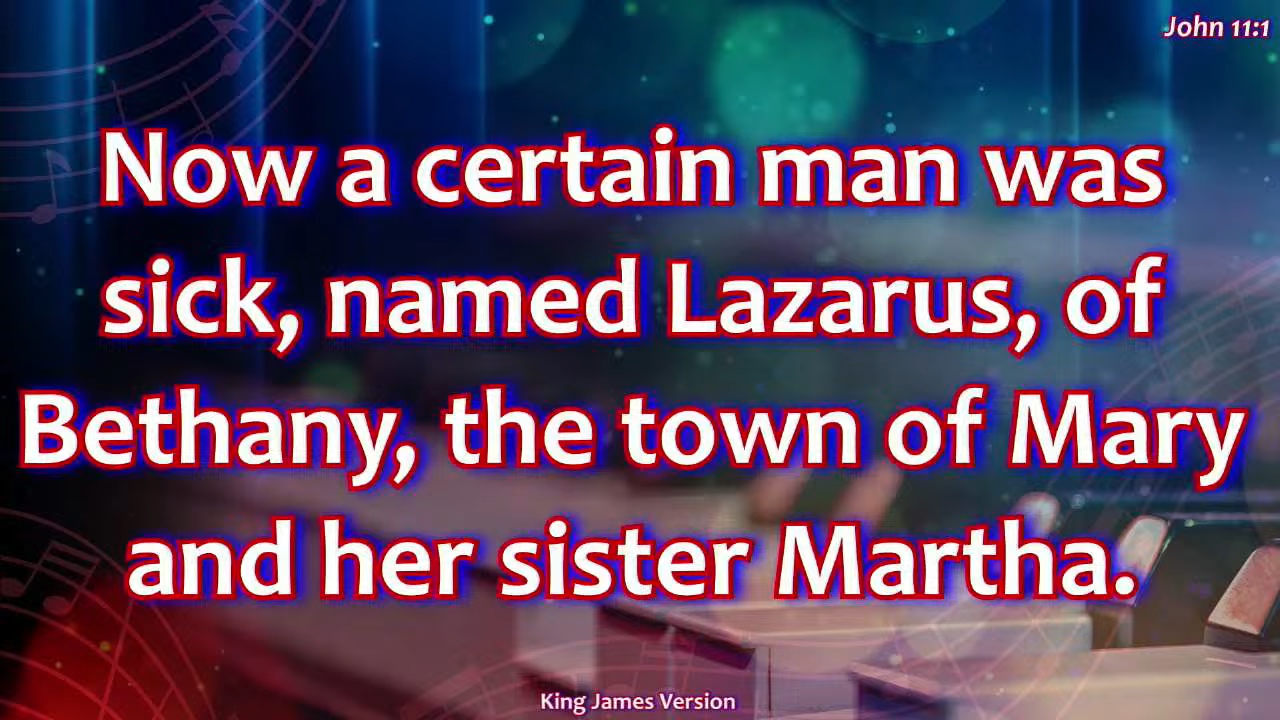 John 11:1
Now a certain man was
sick, named Lazarus, of
Bethany, the town of Mary
and her sister Martha.
King James Version